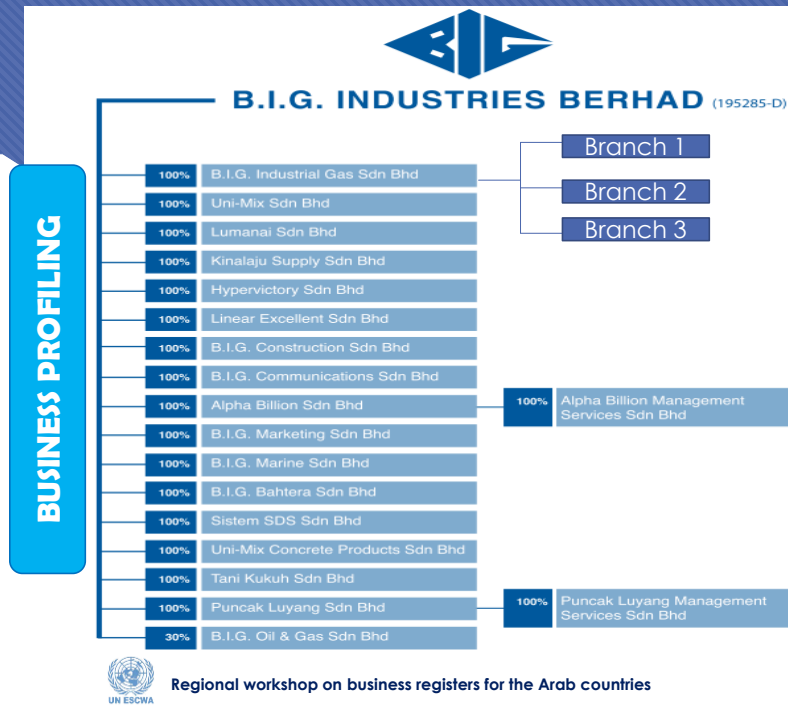 BIG
B.I.G. INDUSTRIES BERHAD (195285-D)
BUSINESS PROFILING
100% B.I.G. Industrial Gas Sdn Bhd
Branch 1
Branch 2
Branch 3
100% Uni-Mix Sdn Bhd
100% Lumanai Sdn Bhd
100% Kinalaju Supply Sdn Bhd
100% Hypervictory Sdn Bhd
100% Linear Excellent Sdn Bhd
100% B.I.G. Construction Sdn Bhd
100% B.I.G. Communications Sdn Bhd
100% Alpha Billion Sdn Bhd
100% Alpha Billion Management
Services Sdn Bhd
100% B.I.G. Marketing Sdn Bhd
100% B.I.G. Marine Sdn Bhd
100% B.I.G. Bahtera Sdn Bhd
100% Sistem SDS Sdn Bhd
100% Uni-Mix Concrete Products Sdn Bhd
100% Tani Kukuh Sdn Bhd
100% Puncak Luyang Sdn Bhd
100% Puncak Luyang Management
Services Sdn Bhd
30% B.I.G. Oil & Gas Sdn Bhd
UN ESCWA
Regional workshop on business registers for the Arab countries